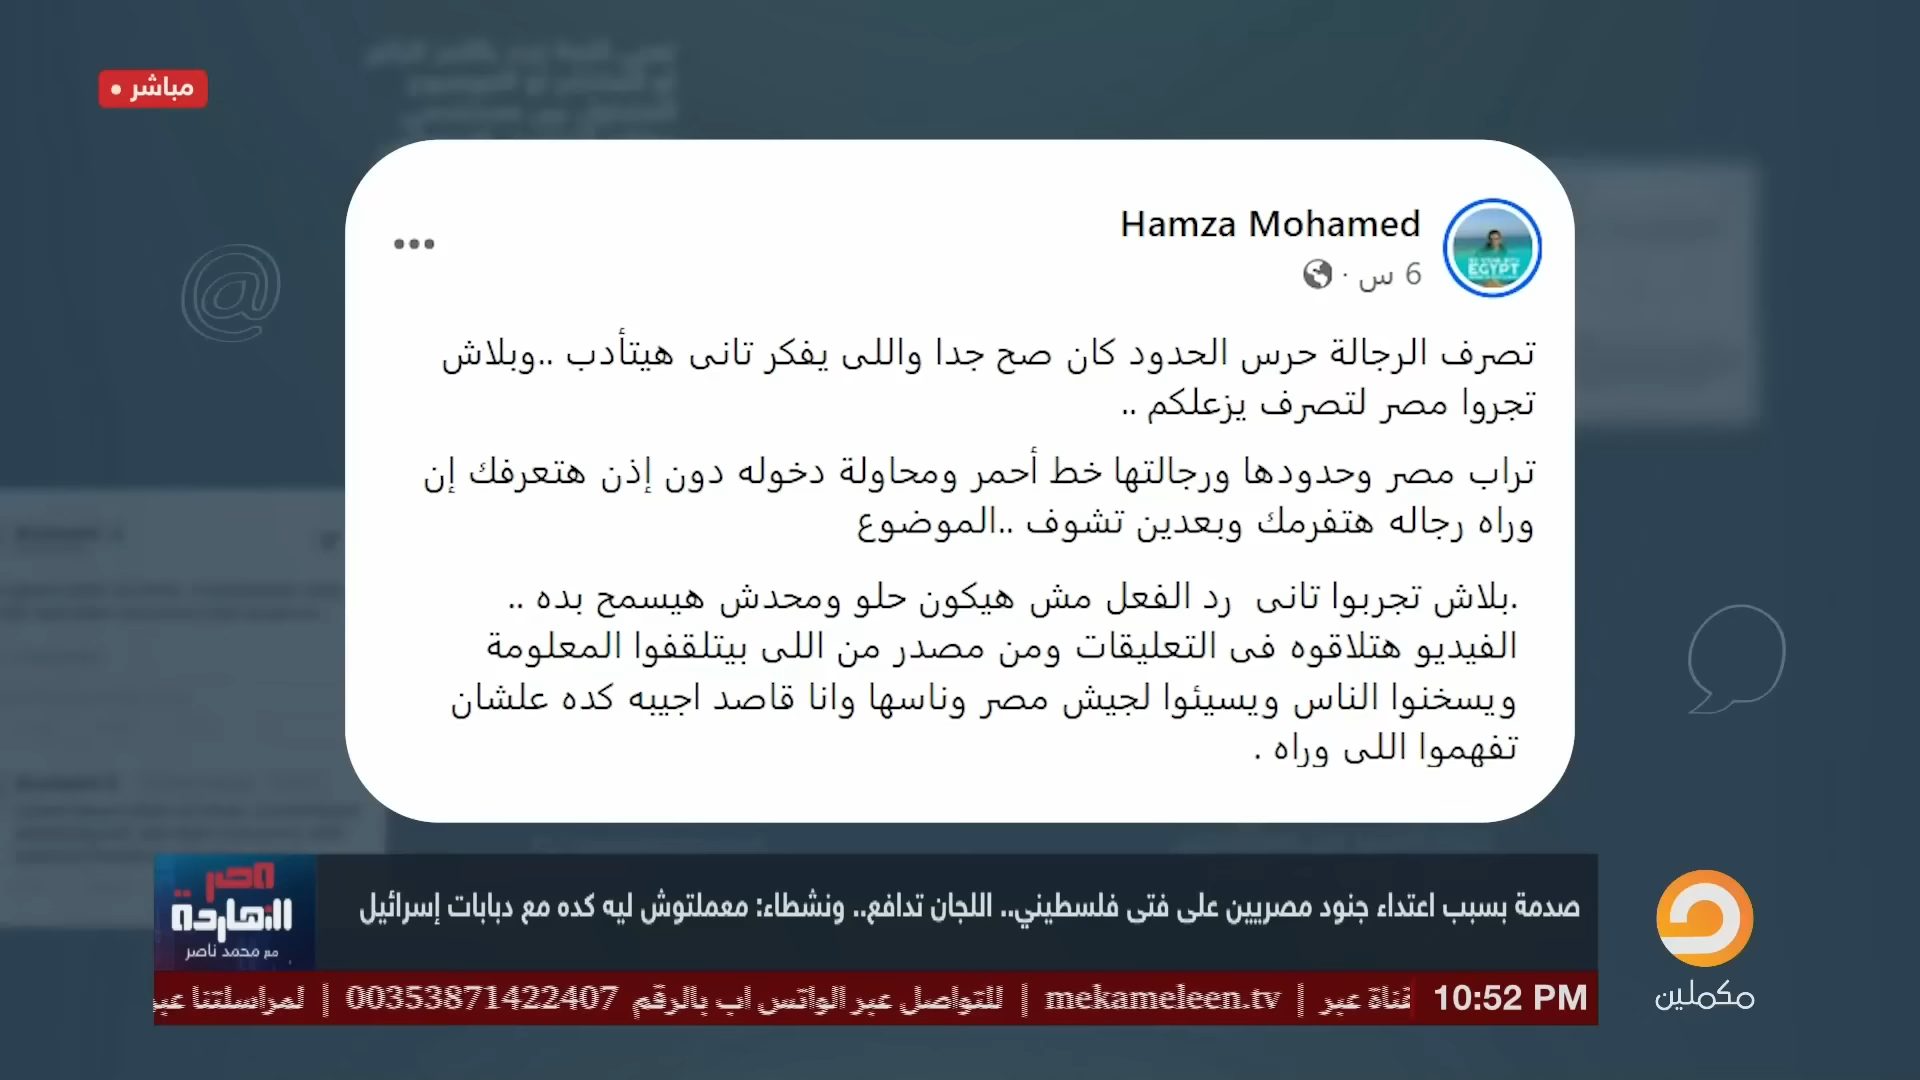 مباشر
Hamza Mohamed
6 س
EGYPT
تصرف الرجالة حرس الحدود كان صح جدا واللى يفكر تانى هيتأدب ..وبلاش
تجروا مصر لتصرف يزعلكم ..
تراب مصر وحدودها ورجالتها خط أحمر ومحاولة دخوله دون إذن هتعرفك إن
وراه رجاله هتفرمك وبعدين تشوف ..الموضوع
.بلاش تجربوا تانى رد الفعل مش هيكون حلو ومحدش هيسمح بده ..
الفيديو هتلاقوه فى التعليقات ومن مصدر من اللى بيتلقفوا المعلومة
ويسخنوا الناس ويسيئوا لجيش مصر وناسها وانا قاصد اجيبه كده علشان
تفهموا اللى وراه .
مصر النهاردة
مع محمد ناصر
صدمة بسبب اعتداء جنود مصريين على فتى فلسطيني.. اللجان تدافع.. ونشطاء: معملتوش ليه كده مع دبابات إسرائيل
قناة عبر | mekameleen.tv | للتواصل عبر الواتس اب بالرقم 00353871422407 | لمراسلتنا عبر
10:52 PM
مكملين